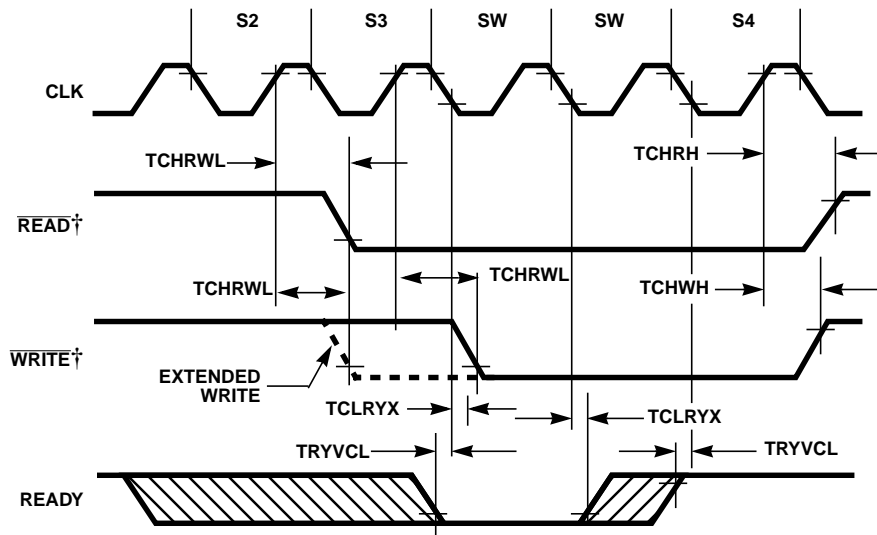 S2 S3 SW SW S4
CLK
TCHRWL TCHRH
READ†
TCHRWL TCHRWL TCHWH
WRITE†
EXTENDED
WRITE
TCLRYX TCLRYX
TRYVCL TRYVCL
READY